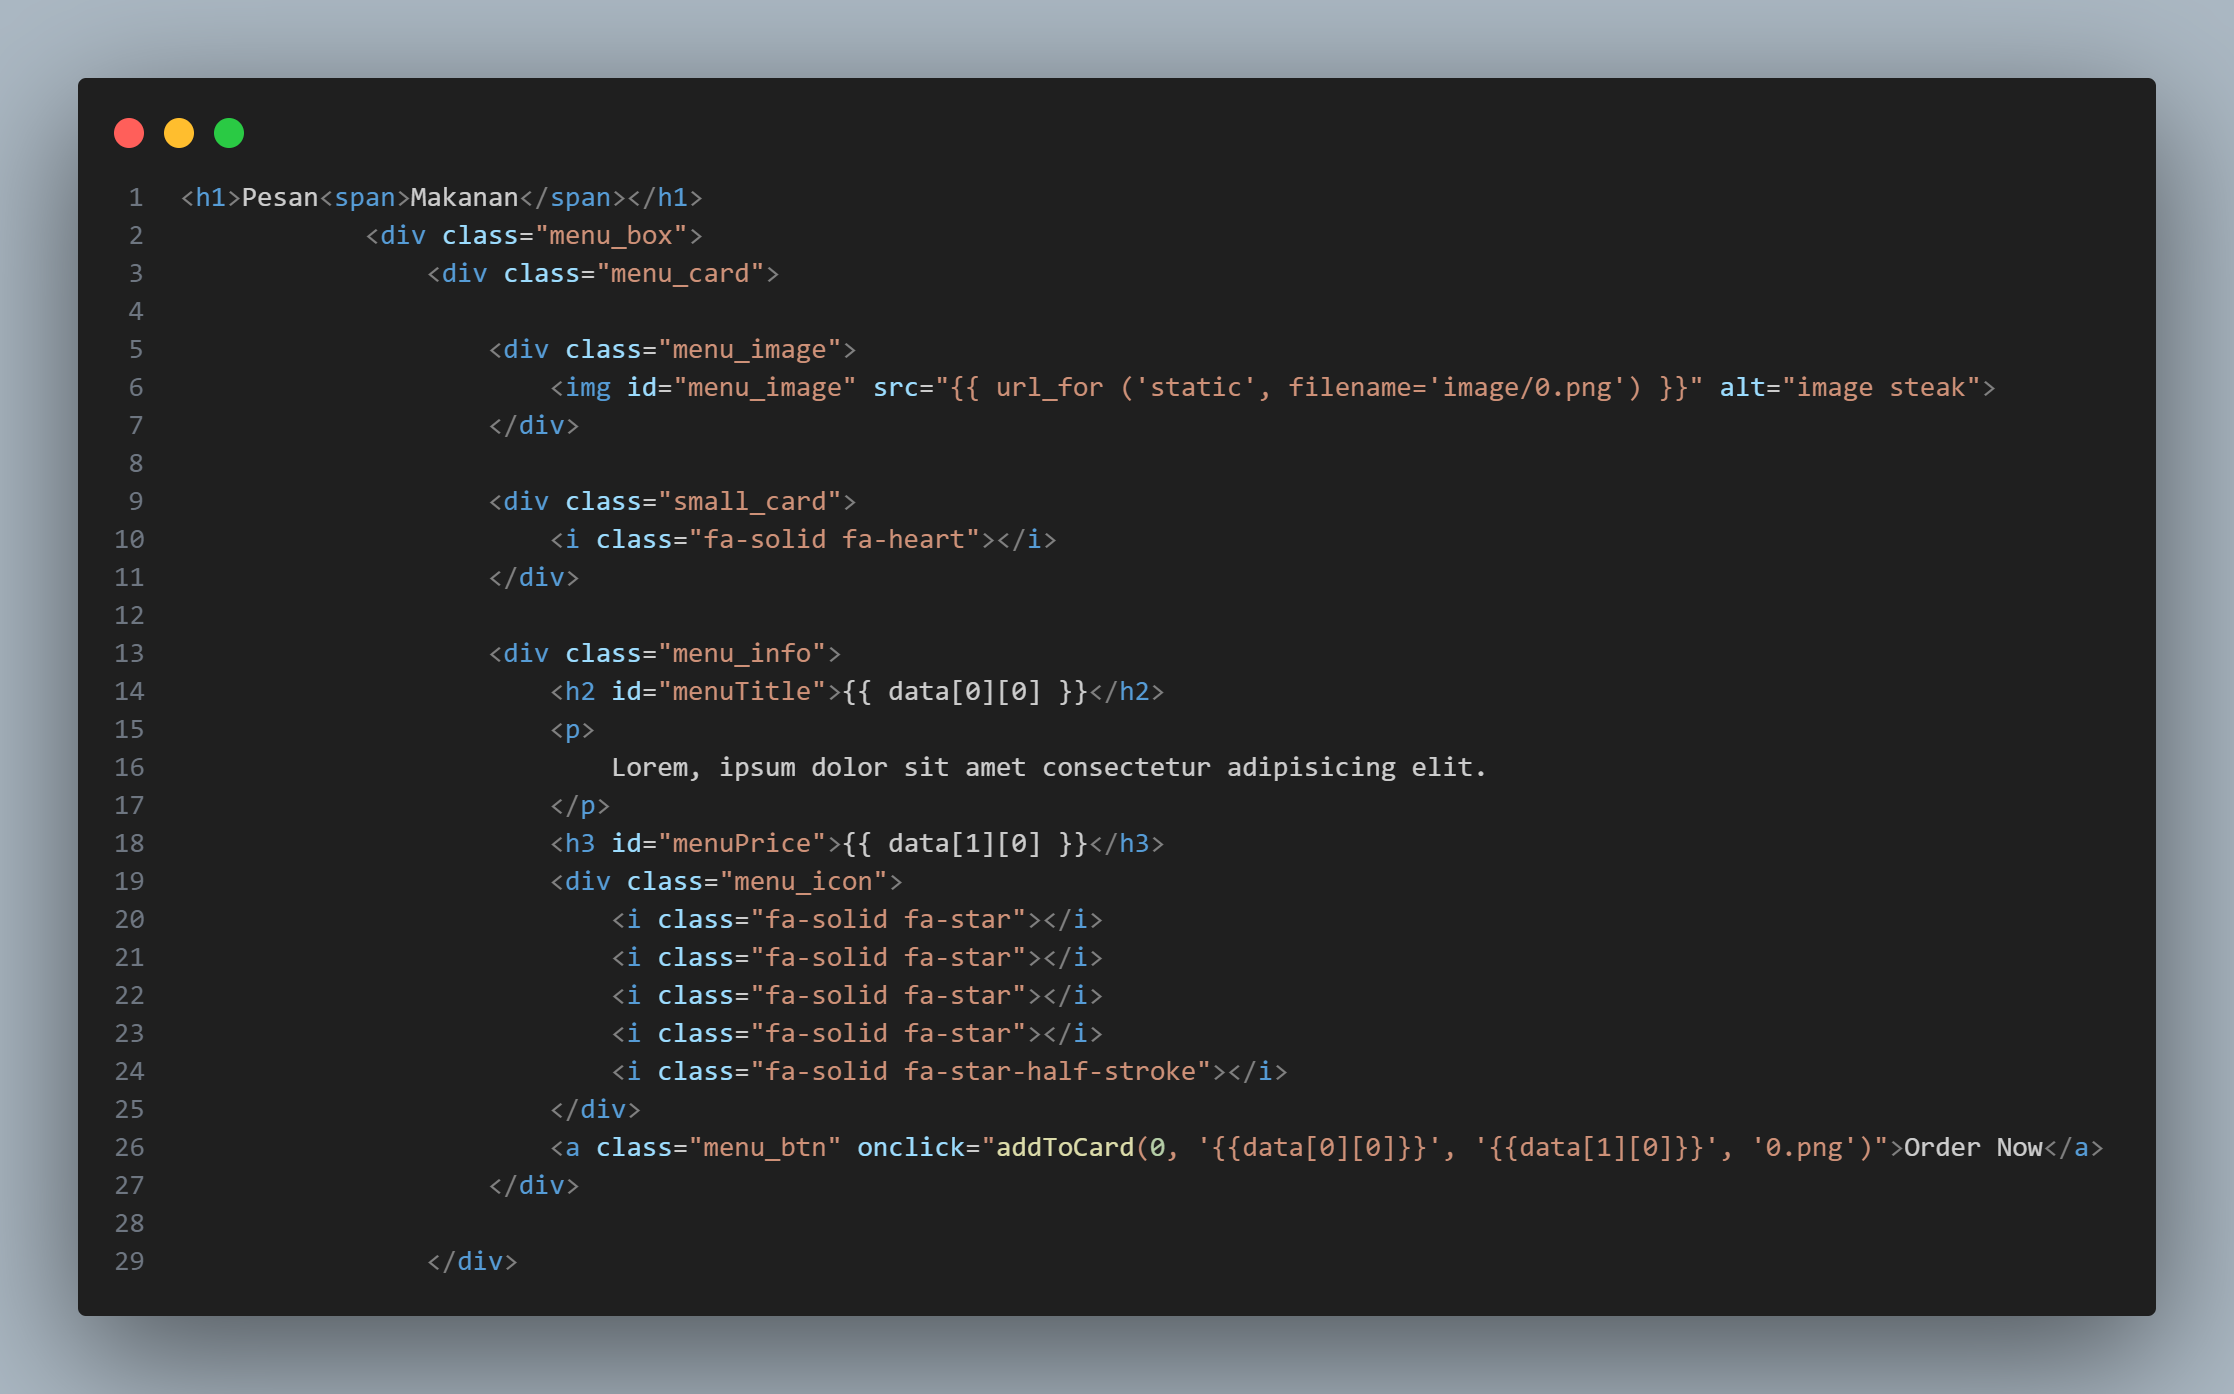 1 <h1>Pesan<span>Makanan</span></h1>
2             <div class="menu_box">
3                 <div class="menu_card">
4
5                     <div class="menu_image">
6                         <img id="menu_image" src="{{ url_for ('static', filename='image/0.png') }}" alt="image steak">
7                     </div>
8
9                     <div class="small_card">
10                         <i class="fa-solid fa-heart"></i>
11                     </div>
12
13                     <div class="menu_info">
14                         <h2 id="menuTitle">{{ data[0][0] }}</h2>
15                         <p>
16                             Lorem, ipsum dolor sit amet consectetur adipisicing elit.
17                         </p>
18                         <h3 id="menuPrice">{{ data[1][0] }}</h3>
19                         <div class="menu_icon">
20                             <i class="fa-solid fa-star"></i>
21                             <i class="fa-solid fa-star"></i>
22                             <i class="fa-solid fa-star"></i>
23                             <i class="fa-solid fa-star"></i>
24                             <i class="fa-solid fa-star-half-stroke"></i>
25                         </div>
26                         <a class="menu_btn" onclick="addToCard(0, '{{data[0][0]}}', '{{data[1][0]}}', '0.png')">Order Now</a>
27                     </div>
28
29                 </div>